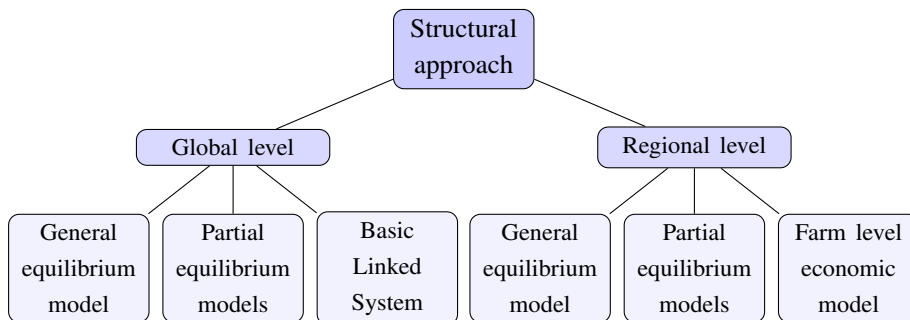 Structural
approach
Global level
Regional level
General
equilibrium
model
Partial
equilibrium
models
Basic
Linked
System
General
equilibrium
model
Partial
equilibrium
models
Farm level
economic
model